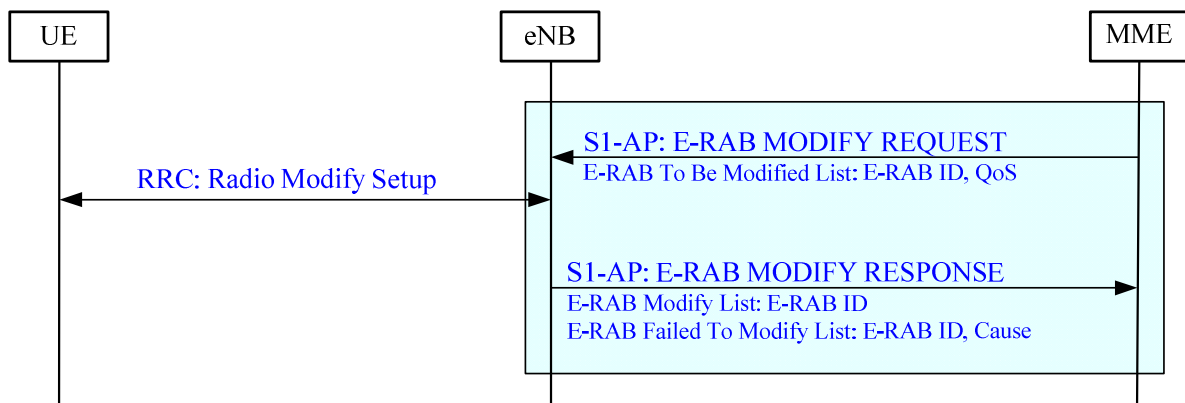 UE
eNB
MME
S1-AP: E-RAB MODIFY REQUEST
E-RAB To Be Modified List: E-RAB ID, QoS
RRC: Radio Modify Setup
S1-AP: E-RAB MODIFY RESPONSE
E-RAB Modify List: E-RAB ID
E-RAB Failed To Modify List: E-RAB ID, Cause